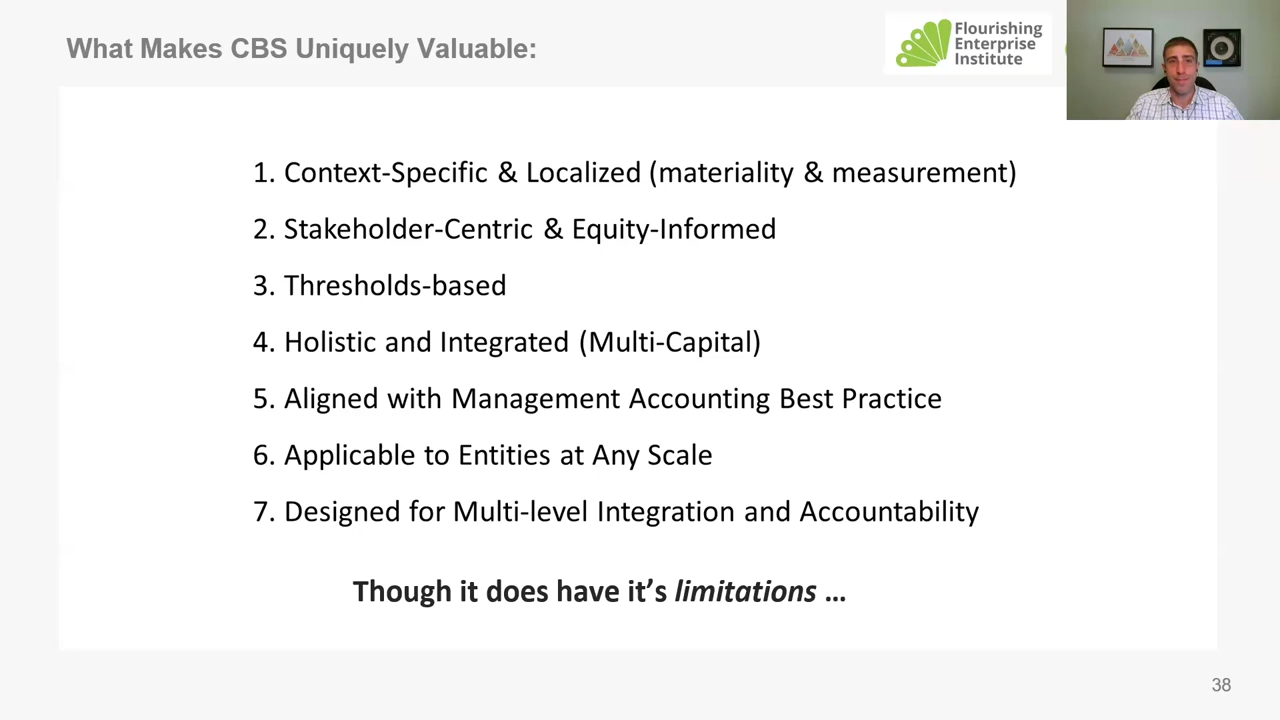 What Makes CBS Uniquely Valuable:
Flourishing
Enterprise
Institute
1. Context-Specific & Localized (materiality & measurement)
2. Stakeholder-Centric & Equity-Informed
3. Thresholds-based
4. Holistic and Integrated (Multi-Capital)
5. Aligned with Management Accounting Best Practice
6. Applicable to Entities at Any Scale
7. Designed for Multi-level Integration and Accountability
Though it does have it’s limitations …
38